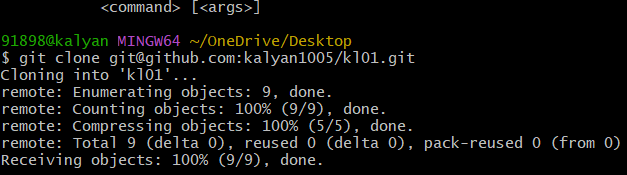 <command> [<args>]
91898@kalyan MINGW64 ~/OneDrive/Desktop
$ git clone git@github.com:kalyan1005/kl01.git
Cloning into 'kl01'...
remote: Enumerating objects: 9, done.
remote: Counting objects: 100% (9/9), done.
remote: Compressing objects: 100% (5/5), done.
remote: Total 9 (delta 0), reused 0 (delta 0), pack-reused 0 (from 0)
Receiving objects: 100% (9/9), done.